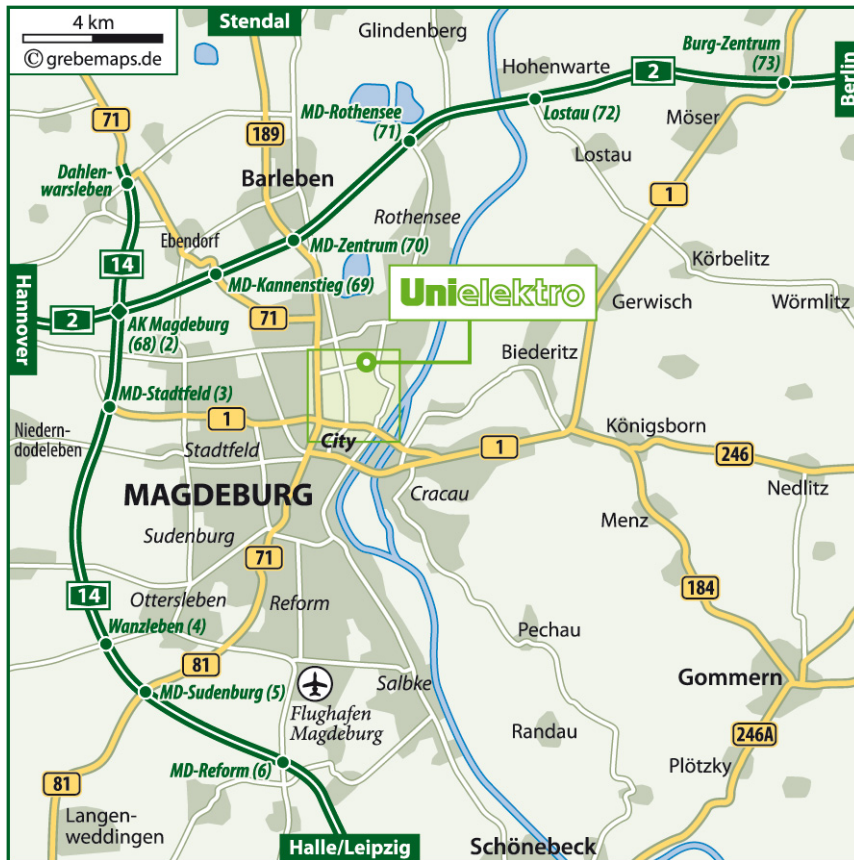 4 km
© grebemaps.de
Stendal
Glindenberg
Burg-Zentrum
(73)
Hohenwarte
2
Berlin
71
189
MD-Rothensee
(71)
Lostau (72)
Möser
Dahlen-
warsleben
Barleben
Lostau
1
Rothensee
Ebendorf
MD-Zentrum (70)
Körbelitz
14
MD-Kannenstieg (69)
Unielektro
Gerwisch
Wörmlitz
Hannover
2
AK Magdeburg
(68) (2)
71
Biederitz
MD-Stadtfeld (3)
1
Niedern-
dodeleben
Stadtfeld
City
1
Königsborn
246
MAGDEBURG
Cracau
Nedlitz
Sudenburg
Menz
71
14
184
Ottersleben
Reform
Wanzleben (4)
Pechau
81
Gommern
MD-Sudenburg (5)
Salbke
Flughafen
Magdeburg
Randau
246A
MD-Reform (6)
Plötzky
81
Langen-
weddingen
Halle/Leipzig
Schönebeck